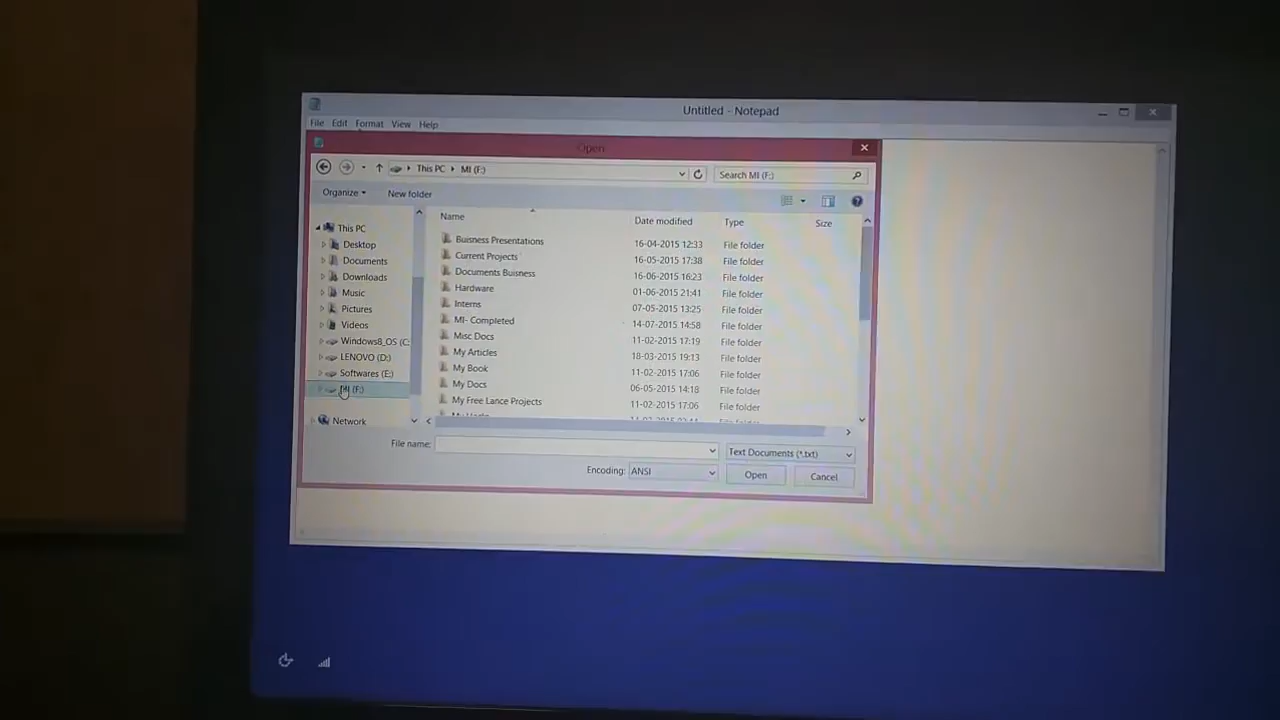 Untitled - Notepad
File Edit Format View Help
Open
This PC MI (F:)
Search MI (F:)
Organize New folder
Name Date modified Type Size
This PC
Desktop
Documents
Downloads
Music
Pictures
Videos
Windows8_OS (C:
LENOVO (D:)
Softwares (E:)
MI (F:)
Network
Buisness Presentations 16-04-2015 12:33 File folder
Current Projects 16-05-2015 17:38 File folder
Documents Buisness 16-06-2015 16:23 File folder
Hardware 01-06-2015 21:41 File folder
Interns 07-05-2015 13:25 File folder
MI- Completed 14-07-2015 14:58 File folder
Misc Docs 11-02-2015 17:19 File folder
My Articles 18-03-2015 19:13 File folder
My Book 11-02-2015 17:06 File folder
My Docs 06-05-2015 14:18 File folder
My Free Lance Projects 11-02-2015 17:06 File folder
File name:
Text Documents (*.txt)
Encoding: ANSI
Open Cancel